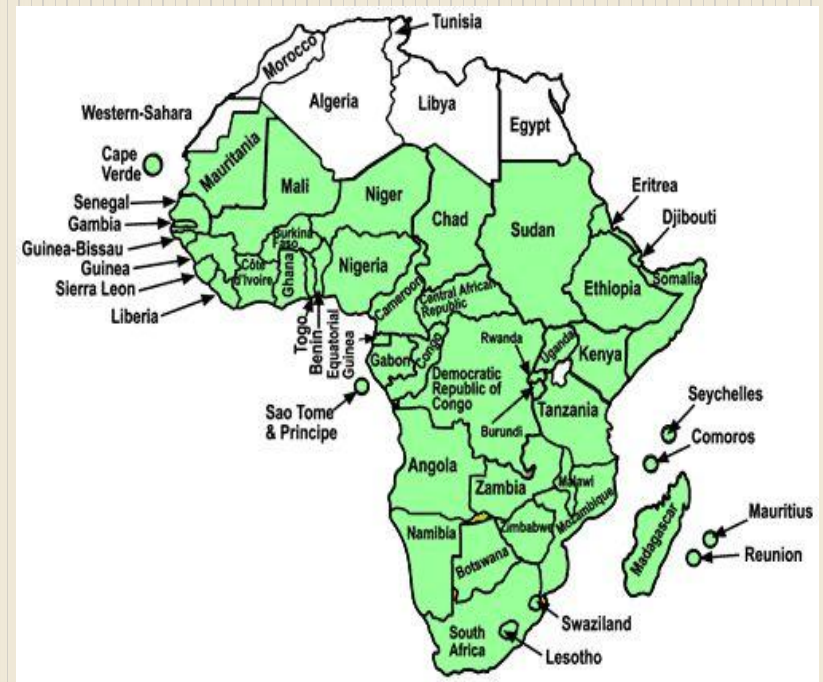 Tunisia
Morocco
Algeria
Libya
Egypt
Western-Sahara
Cape
Verde
Mauritania
Mali
Niger
Chad
Sudan
Eritrea
Djibouti
Senegal
Gambia
Guinea-Bissau
Guinea
Sierra Leon
Liberia
Burkina
Faso
Côte
d'Ivoire
Ghana
Togo
Benin
Nigeria
Cameroon
Central African
Republic
Ethiopia
Somalia
Equatorial
Guinea
Gabon
Congo
Democratic
Republic of
Congo
Rwanda
Uganda
Kenya
Burundi
Tanzania
Sao Tome
& Principe
Seychelles
Comoros
Angola
Zambia
Malawi
Mozambique
Madagascar
Mauritius
Reunion
Namibia
Zimbabwe
Botswana
Swaziland
South
Africa
Lesotho